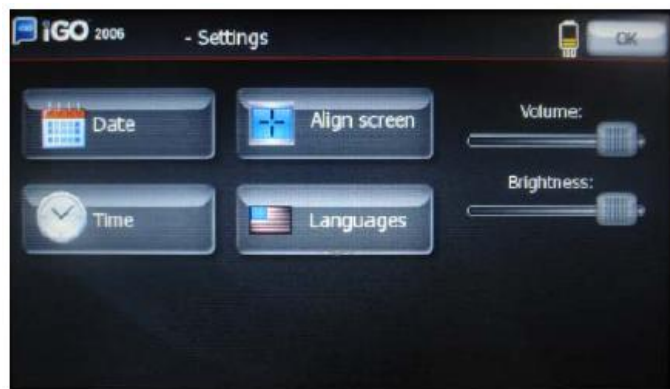 iGO 2006 - Settings OK
Date
Align screen
Volume:
Time
Languages
Brightness: